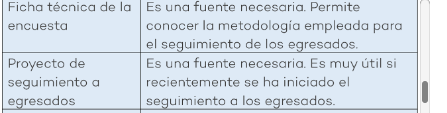 Ficha técnica de la
encuesta
Es una fuente necesaria. Permite
conocer la metodología empleada para
el seguimiento de los egresados.
Proyecto de
seguimiento a
egresados
Es una fuente necesaria. Es muy útil si
recientemente se ha iniciado el
seguimiento a los egresados.